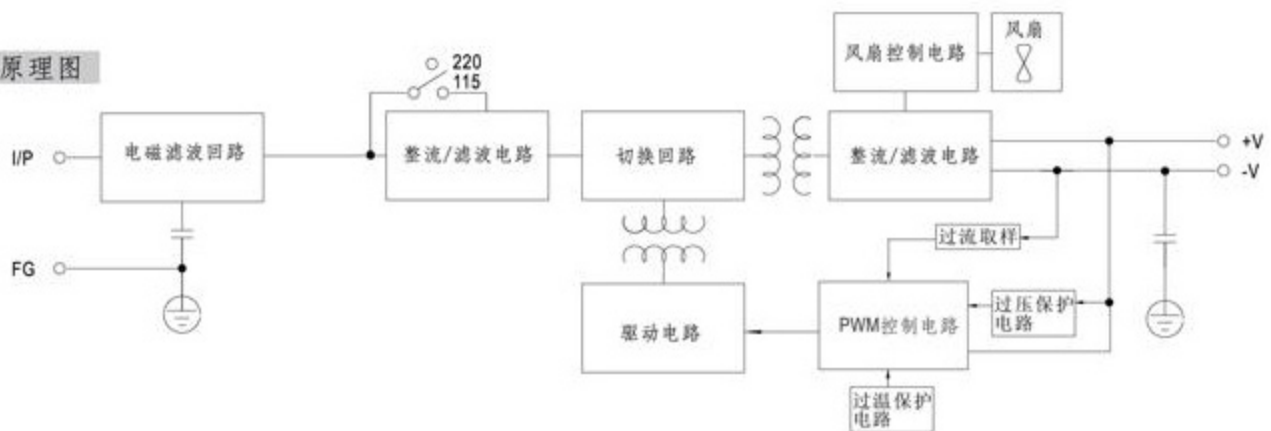 原理图
220
115
风扇控制电路
风扇
I/P
电磁滤波回路
整流/滤波电路
切换回路
整流/滤波电路
+V
-V
过流取样
FG
驱动电路
PWM控制电路
过压保护
电路
过温保护
电路